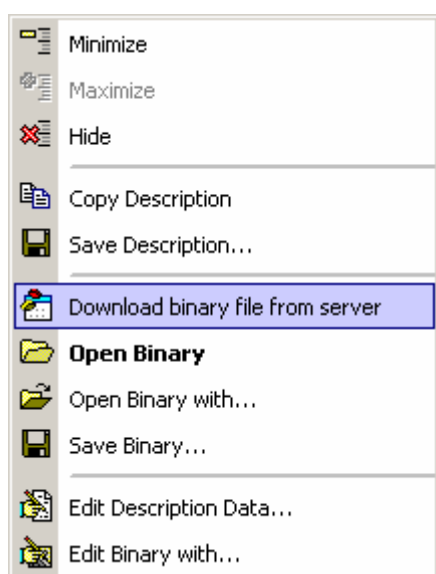 Minimize
Maximize
Hide
Copy Description
Save Description...
Download binary file from server
Open Binary
Open Binary with...
Save Binary...
Edit Description Data...
Edit Binary with...